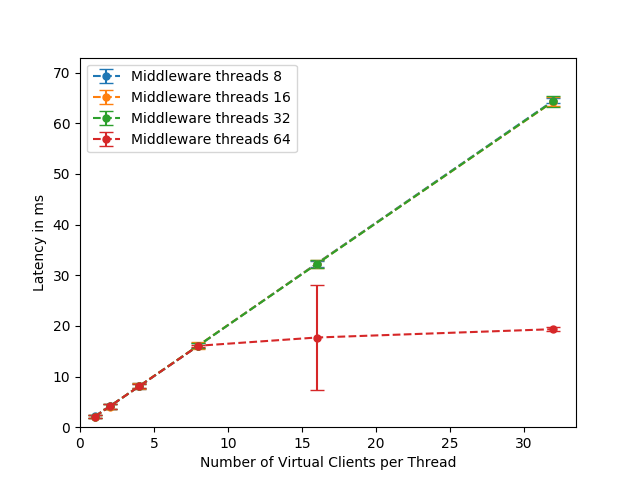 Middleware threads 8
Middleware threads 16
Middleware threads 32
Middleware threads 64
70
60
50
40
30
20
10
0
Latency in ms
0 5 10 15 20 25 30
Number of Virtual Clients per Thread